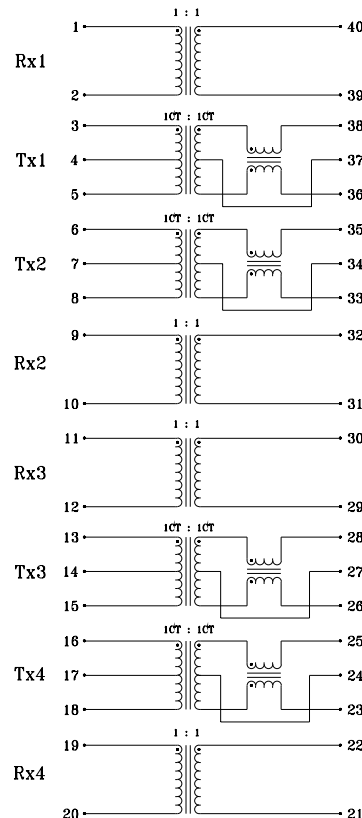 1 : 1
1 40
Rx1
2 39
1CT : 1CT
3 38
Tx1 4 37
5 36
1CT : 1CT
6 35
Tx2 7 34
8 33
1 : 1
9 32
Rx2
10 31
1 : 1
11 30
Rx3
12 29
1CT : 1CT
13 28
Tx3 14 27
15 26
1CT : 1CT
16 25
Tx4 17 24
18 23
1 : 1
19 22
Rx4
20 21